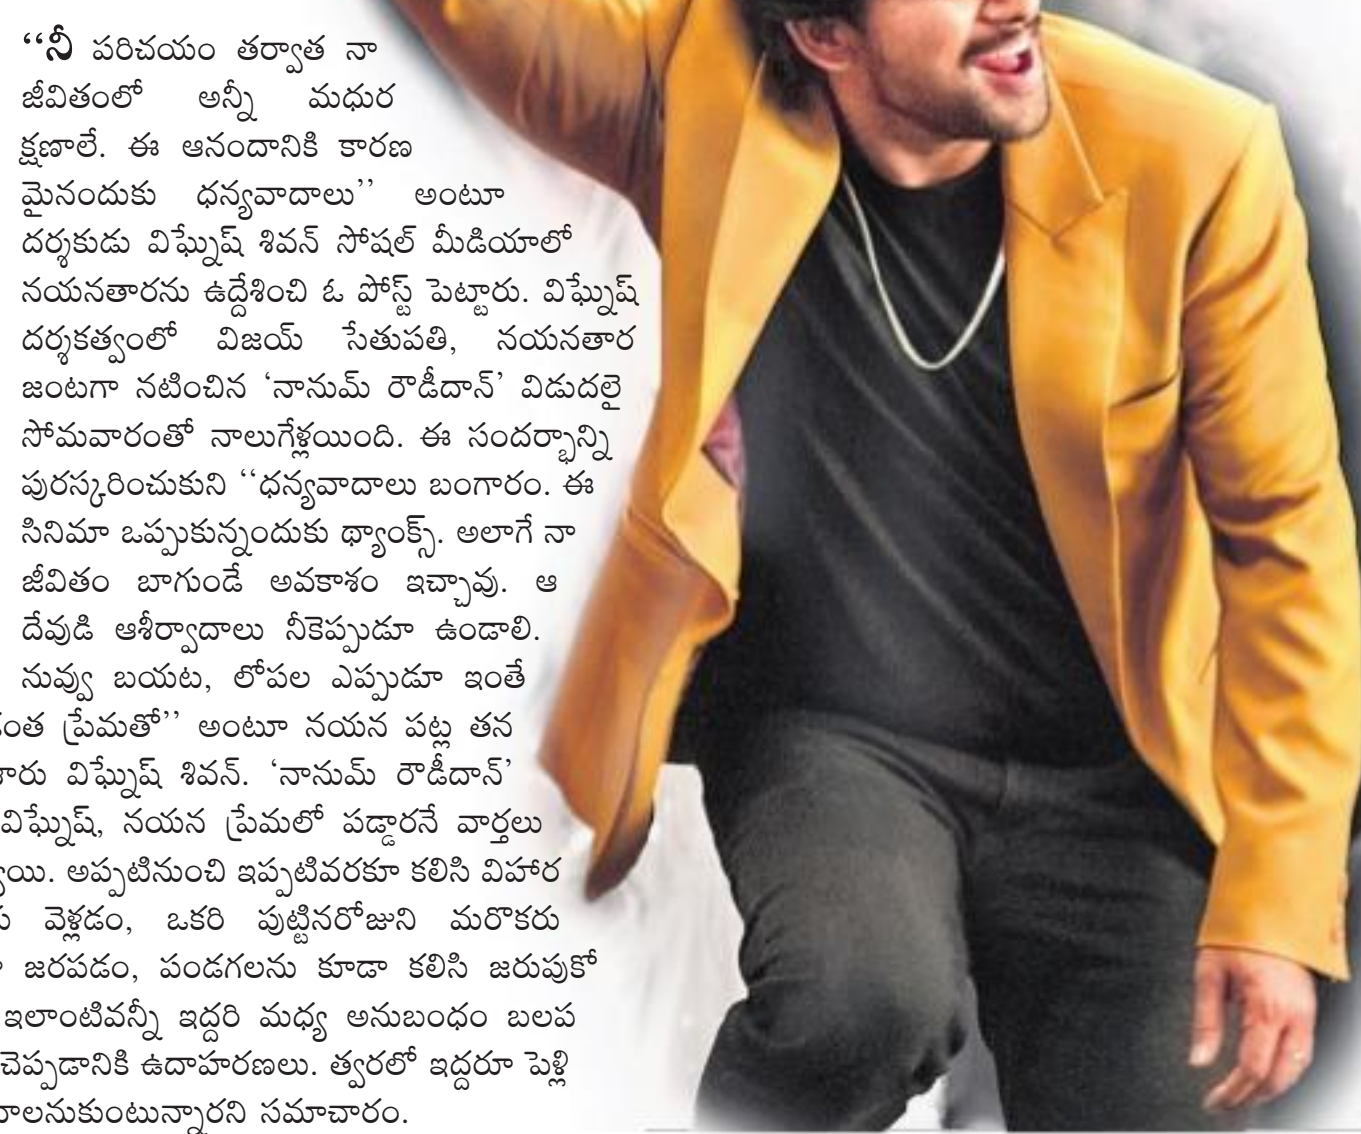 ‘‘నీ పరిచయం తర్వాత నా
జీవితంలో అన్నీ మధుర
క్షణాలే. ఈ ఆనందానికి కారణ
మైనందుకు ధన్యవాదాలు’’ అంటూ
దర్శకుడు విఘ్నేష్ శివన్ సోషల్ మీడియాలో
నయనతారను ఉద్దేశించి ఓ పోస్ట్ పెట్టారు. విఘ్నేష్
దర్శకత్వంలో విజయ్ సేతుపతి, నయనతార
జంటగా నటించిన ‘నానుమ్ రౌడీదాన్’ విడుదలై
సోమవారంతో నాలుగేళ్లయింది. ఈ సందర్భాన్ని
పురస్కరించుకుని ‘‘ధన్యవాదాలు బంగారం. ఈ
సినిమా ఒప్పుకున్నందుకు థ్యాంక్స్. అలాగే నా
జీవితం బాగుండే అవకాశం ఇచ్చావు. ఆ
దేవుడి ఆశీర్వాదాలు నీకెప్పుడూ ఉండాలి.
నువ్వు బయట, లోపల ఎప్పుడూ ఇంతే
ప్రేమతో’’ అంటూ నయన పట్ల తన
విఘ్నేష్ శివన్. ‘నానుమ్ రౌడీదాన్’
విఘ్నేష్, నయన ప్రేమలో పడ్డారనే వార్తలు
అప్పటినుంచి ఇప్పటివరకూ కలిసి విహార
వెళ్లడం, ఒకరి పుట్టినరోజుని మరొకరు
జరపడం, పండగలను కూడా కలిసి జరుపుకో
ఇలాంటివన్నీ ఇద్దరి మధ్య అనుబంధం బలప
చెప్పడానికి ఉదాహరణలు. త్వరలో ఇద్దరూ పెళ్లి
సమాచారం.